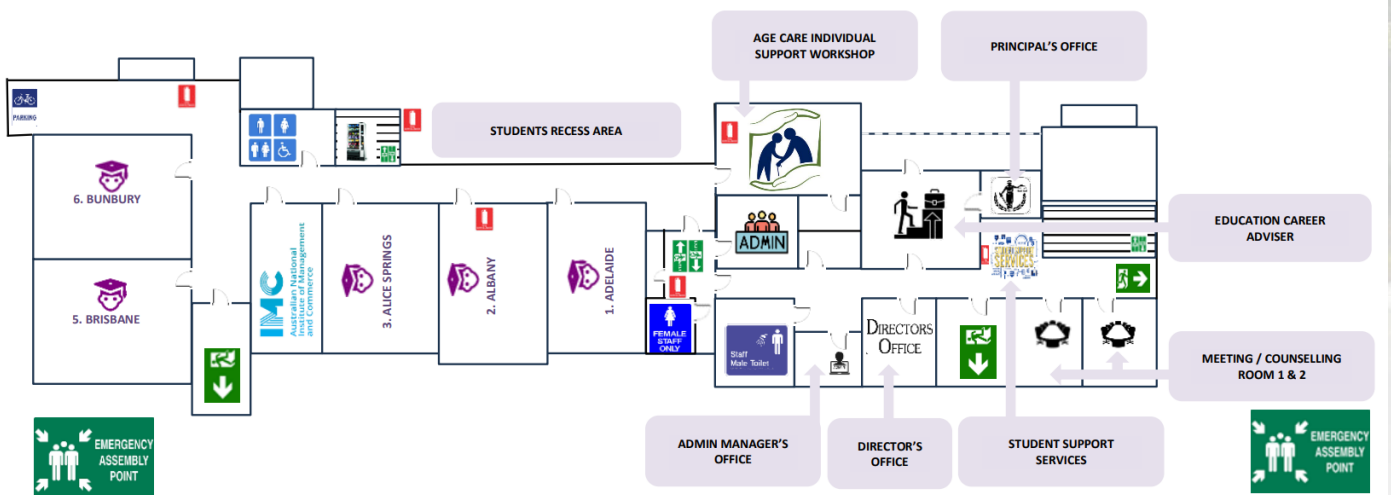 AGE CARE INDIVIDUAL
SUPPORT WORKSHOP
PRINCIPAL'S OFFICE
PARKING
STUDENTS RECESS AREA
6. BUNBURY
5. BRISBANE
IMC
Australian National
Institute of Management
and Commerce
3. ALICE SPRINGS
2. ALBANY
1. ADELAIDE
ADMIN
SERVICES
EDUCATION CAREER
ADVISER
FEMALE
STAFF
ONLY
Staff
Male Toilet
DIRECTORS
OFFICE
MEETING / COUNSELLING
ROOM 1 & 2
EMERGENCY
ASSEMBLY
POINT
ADMIN MANAGER'S
OFFICE
DIRECTOR'S
OFFICE
STUDENT SUPPORT
SERVICES
EMERGENCY
ASSEMBLY
POINT